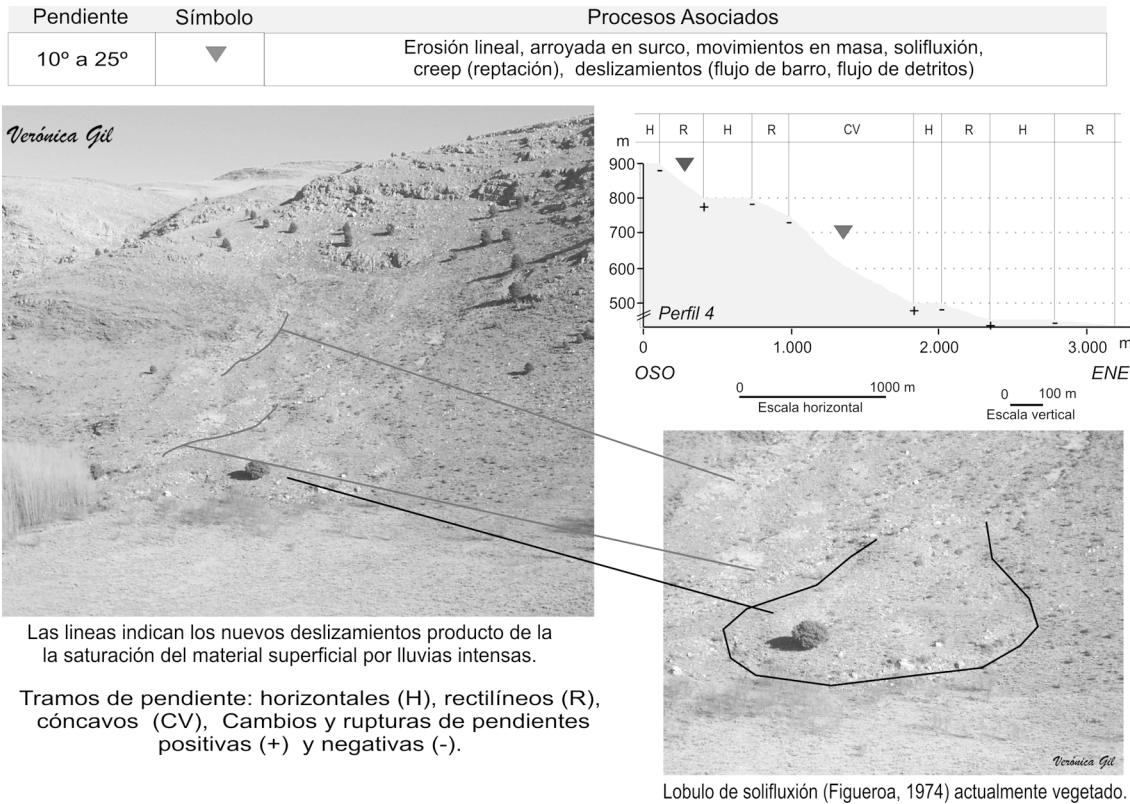 Pendiente
Símbolo
Procesos Asociados
10º a 25º
Erosión lineal, arroyada en surco, movimientos en masa, solifluxión,
creep (reptación), deslizamientos (flujo de barro, flujo de detritos)
Verónica Gil
H R H R CV H R H R
m
900
800
700
600
500
Perfil 4
0 1.000 2.000 3.000 m
OSO ENE
0 1000 m
Escala horizontal
0 100 m
Escala vertical
Las lineas indican los nuevos deslizamientos producto de la
la saturación del material superficial por lluvias intensas.
Tramos de pendiente: horizontales (H), rectilíneos (R),
cóncavos (CV), Cambios y rupturas de pendientes
positivas (+) y negativas (-).
Verónica Gil
Lobulo de solifluxión (Figueroa, 1974) actualmente vegetado.